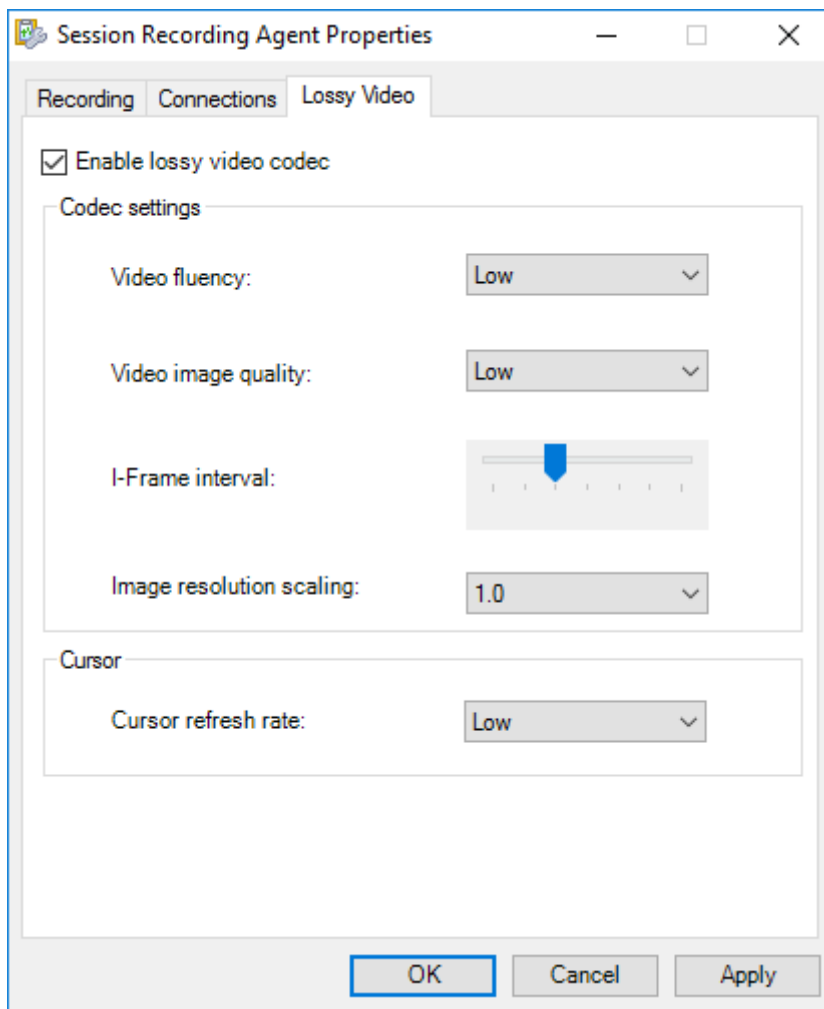 Session Recording Agent Properties
Recording Connections Lossy Video
Enable lossy video codec
Codec settings
Video fluency: Low
Video image quality: Low
I-Frame interval:
Image resolution scaling: 1.0
Cursor
Cursor refresh rate: Low
OK Cancel Apply